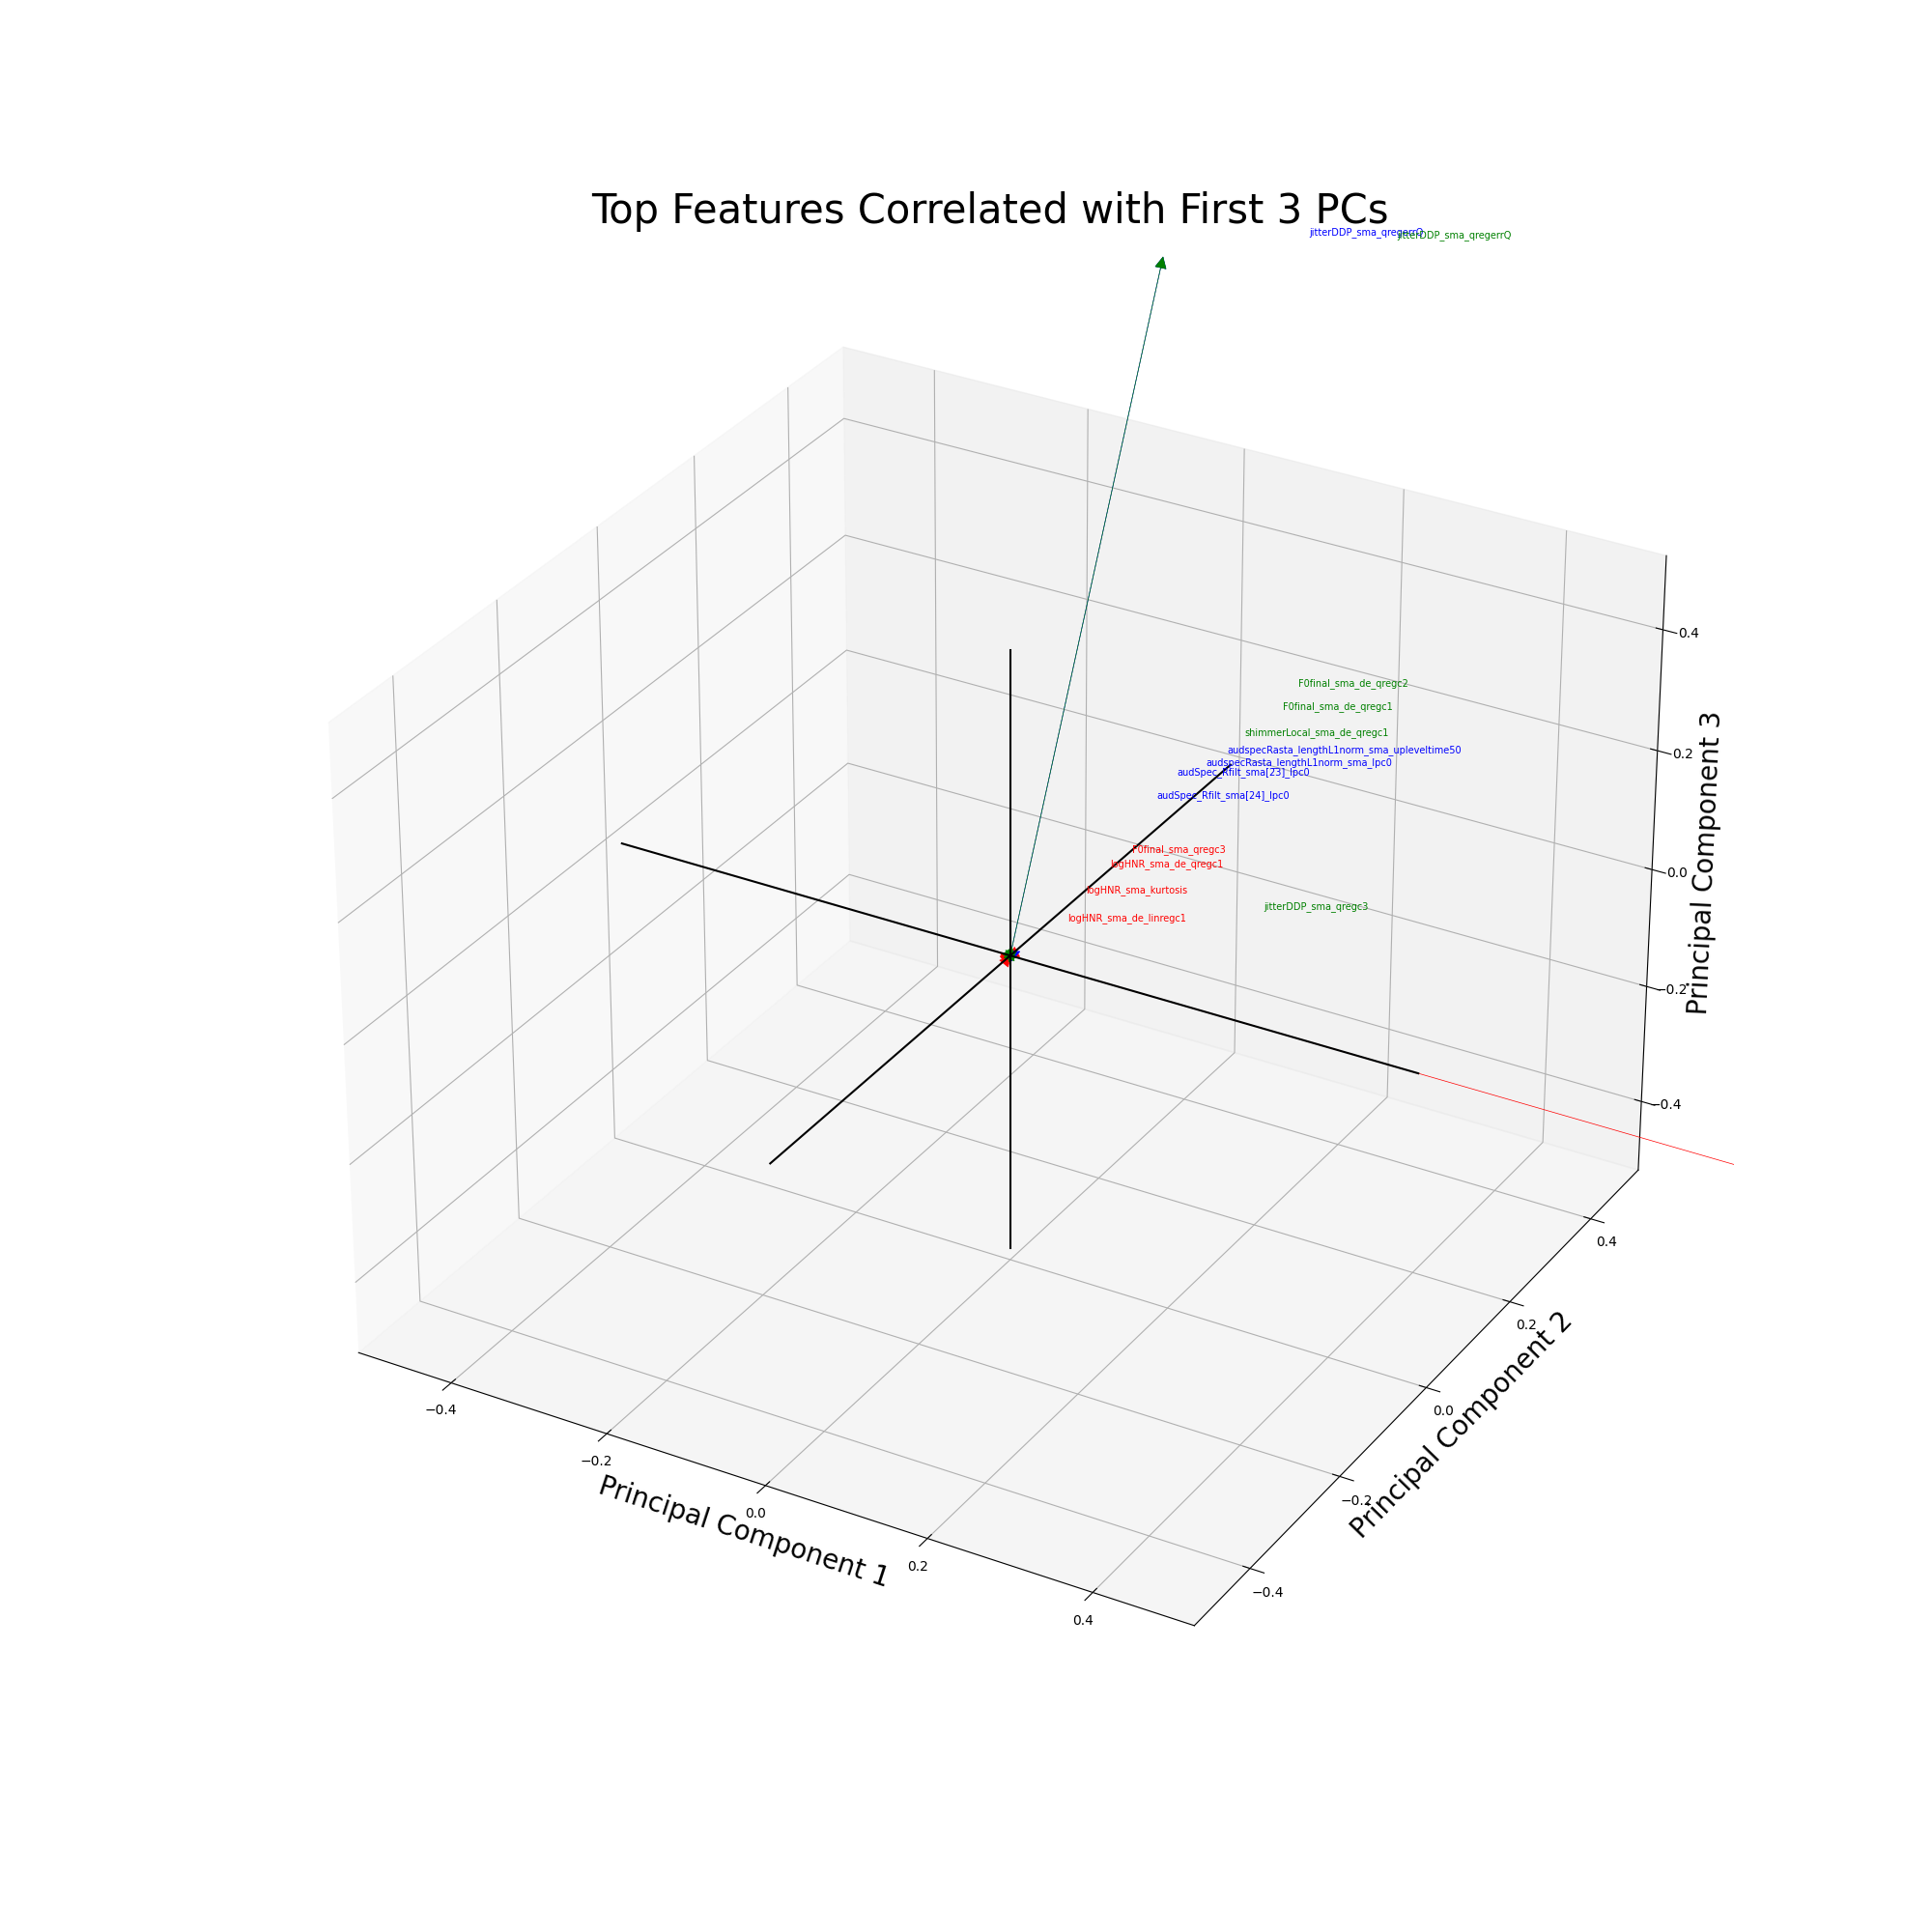 Top Features Correlated with First 3 PCs
jitterDDP_sma_qregerrQ
jitterDDP_sma_qregerrQ
F0final_sma_de_qregc2
F0final_sma_de_qregc1
shimmerLocal_sma_de_qregc1
audspecRasta_lengthL1norm_sma_upleveltime50
audspecRasta_lengthL1norm_sma_lpc0
audSpec_Rfilt_sma[23]_lpc0
audSpec_Rfilt_sma[24]_lpc0
F0final_sma_qregc3
logHNR_sma_de_qregc1
logHNR_sma_kurtosis
jitterDDP_sma_qregc3
logHNR_sma_de_linregc1
0.4
0.2
0.0
−0.2
−0.4
Principal Component 3
0.4
0.2
0.0
−0.2
−0.4
Principal Component 2
−0.4
−0.2
0.0
0.2
0.4
Principal Component 1